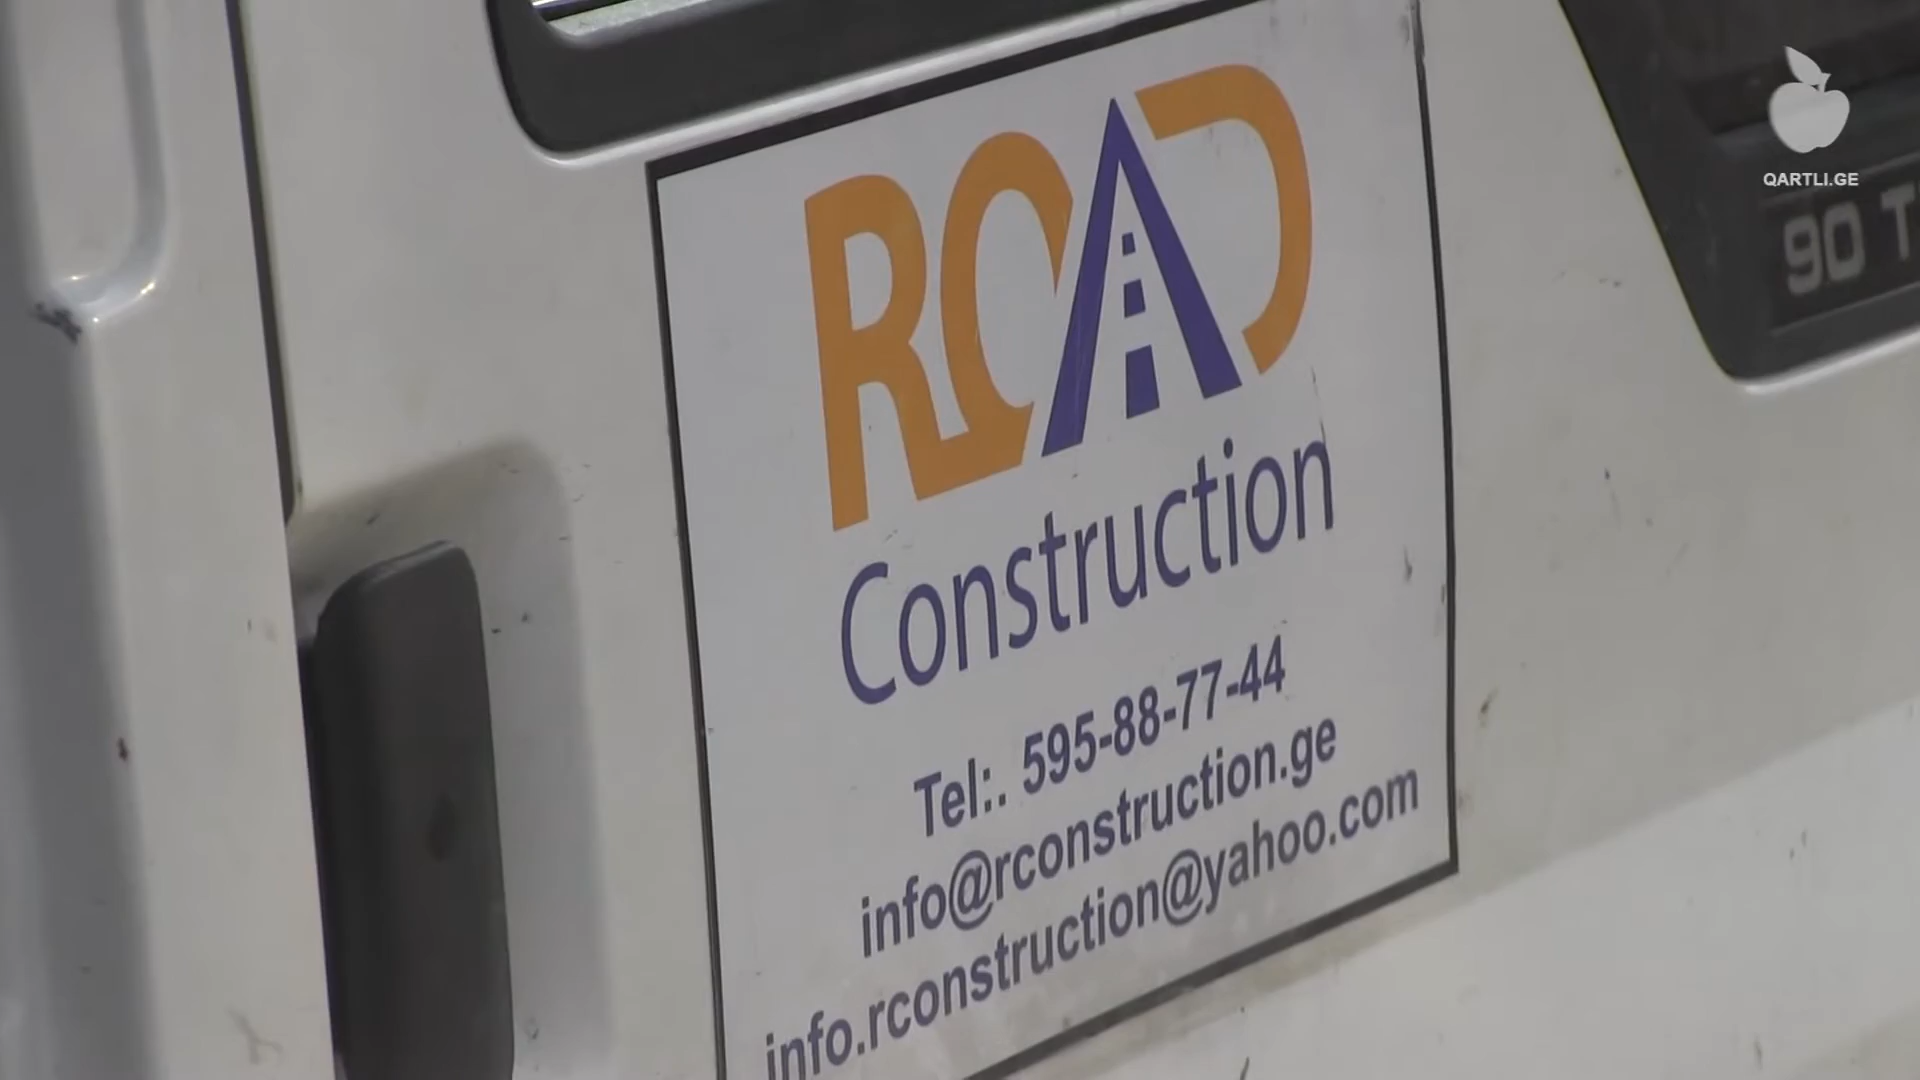 ROAD
Construction
Tel:. 595-88-77-44
info@rconstruction.ge
info.rconstruction@yahoo.com
QARTLI.GE
90 T